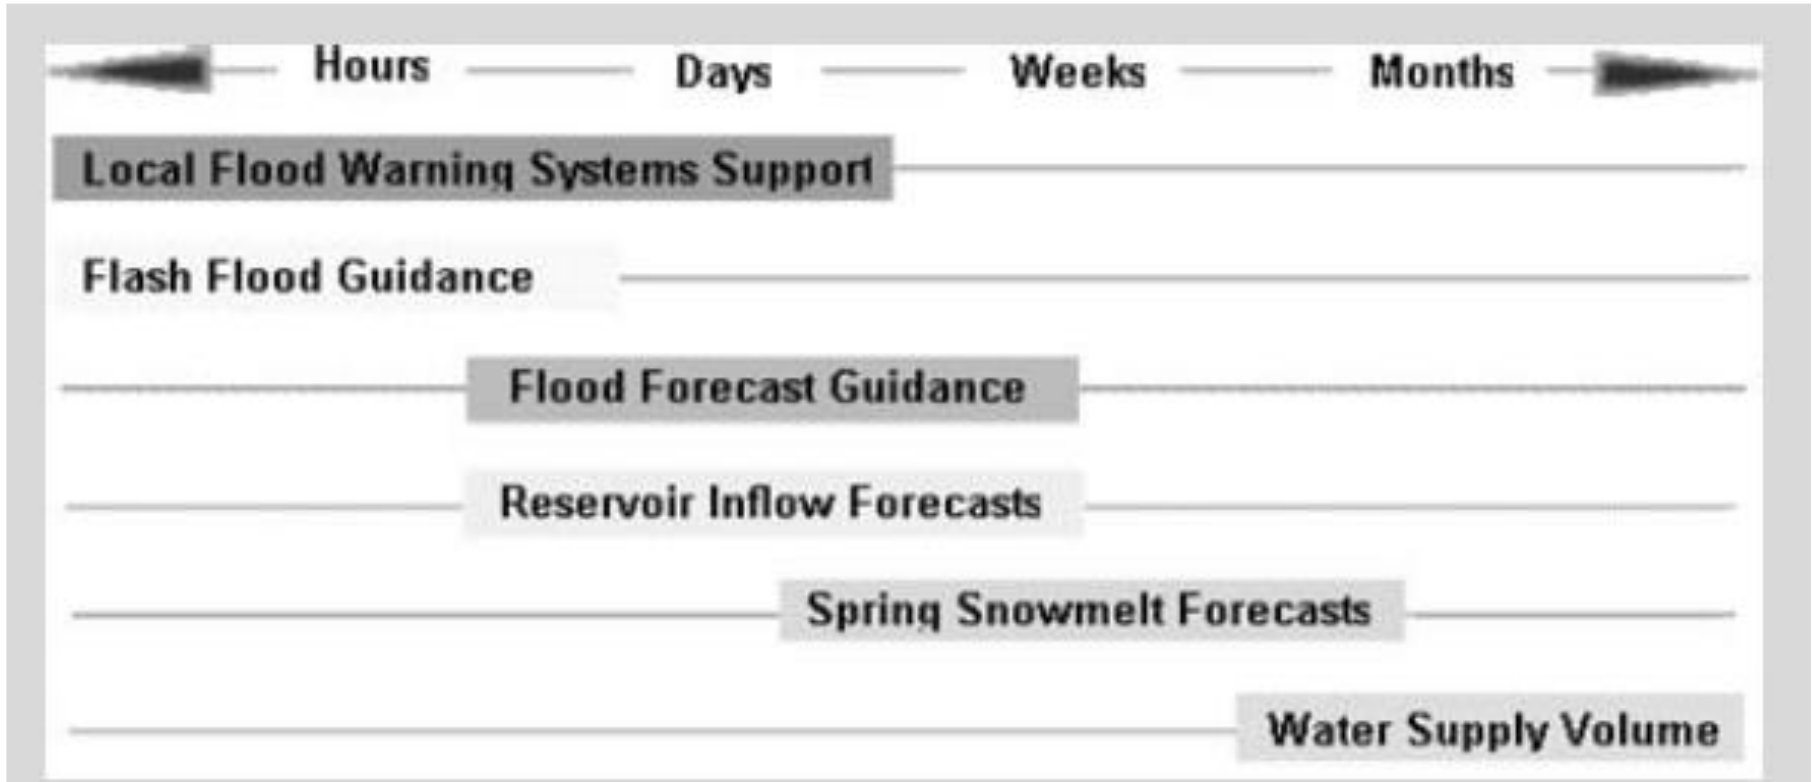 Hours Days Weeks Months
Local Flood Warning Systems Support
Flash Flood Guidance
Flood Forecast Guidance
Reservoir Inflow Forecasts
Spring Snowmelt Forecasts
Water Supply Volume